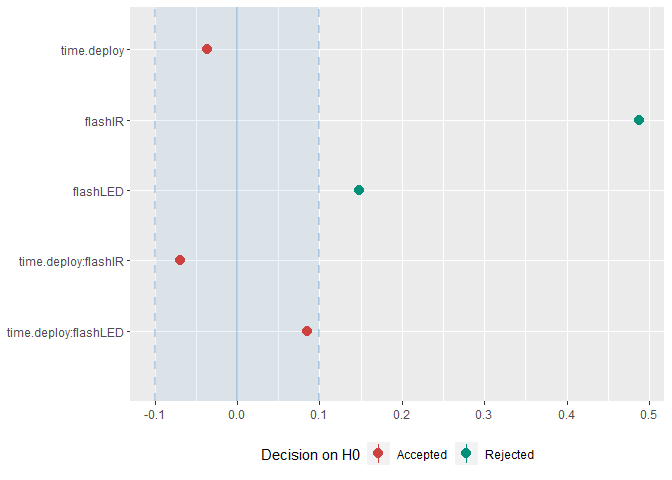 time.deploy
flashIR
flashLED
time.deploy:flashIR
time.deploy:flashLED
-0.1 0.0 0.1 0.2 0.3 0.4 0.5
Decision on H0 Accepted Rejected